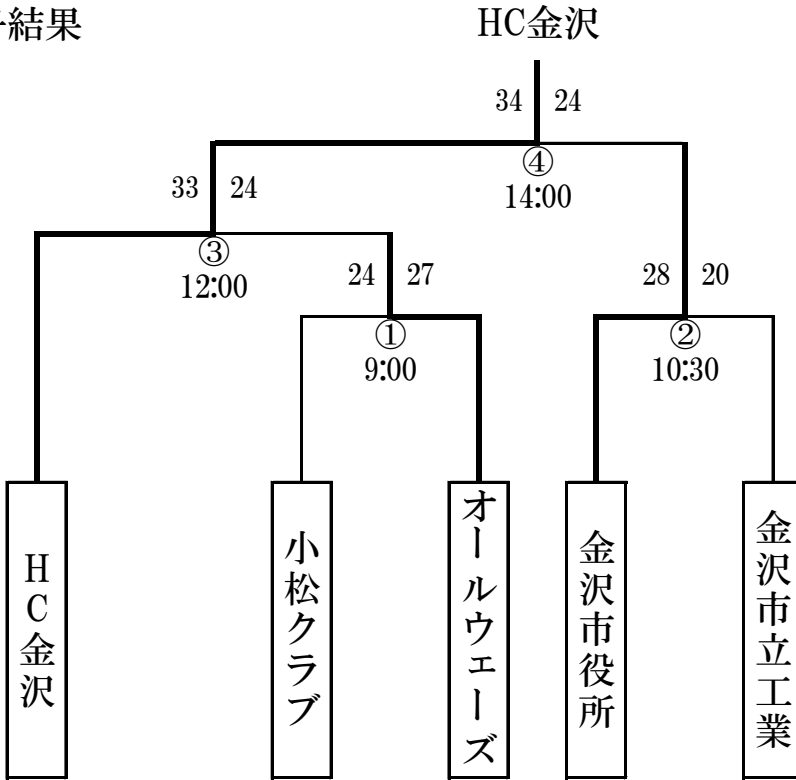 結果
HC金沢
34 24
④
14:00
33 24
③
12:00
24 27
28 20
①
9:00
②
10:30
HC金沢
小松クラブ
オールウェーズ
金沢市役所
金沢市立工業